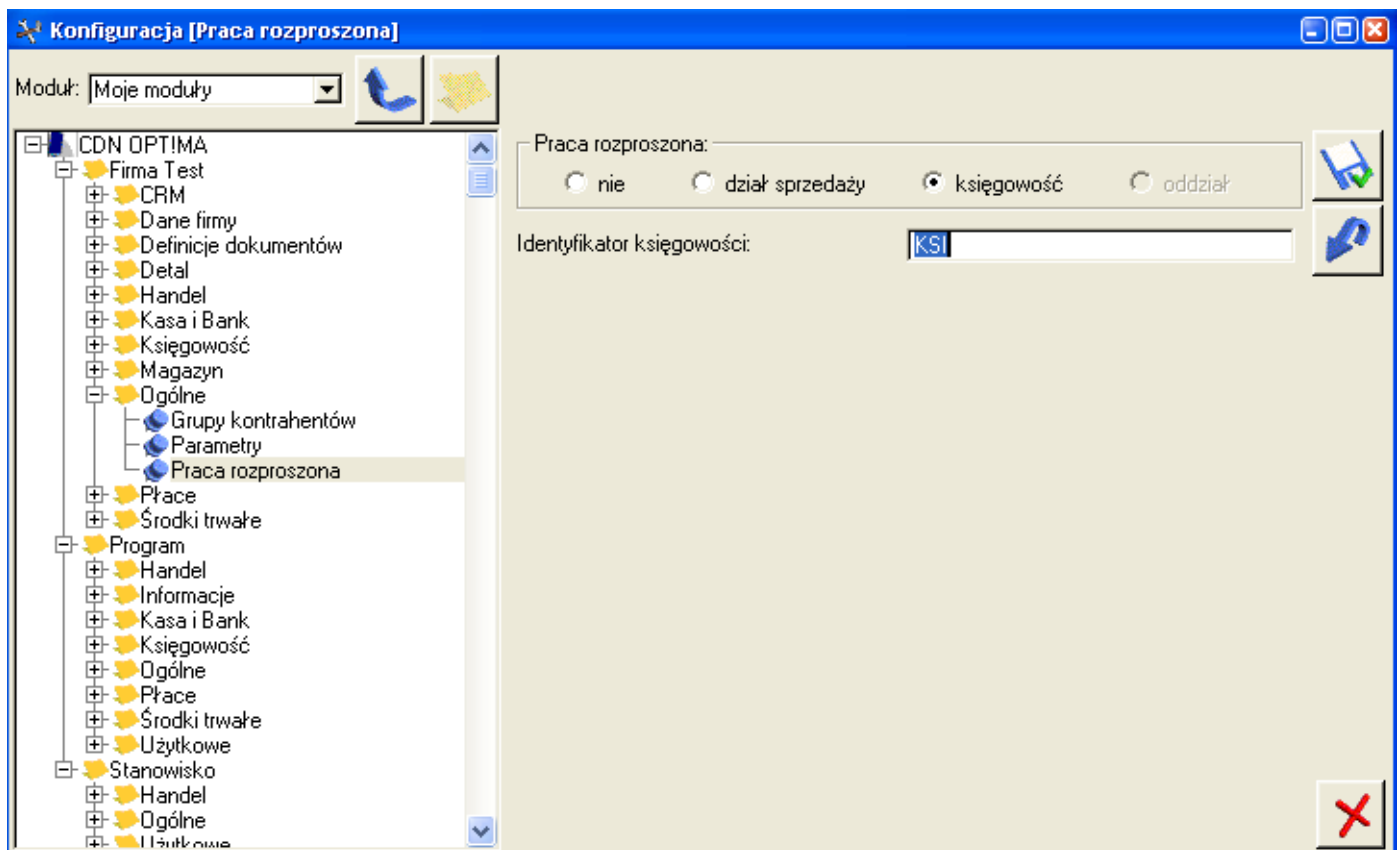 Konfiguracja [Praca rozproszona]
Moduł: Moje moduły
CDN OPT!MA
Firma Test
CRM
Dane firmy
Definicje dokumentów
Detal
Handel
Kasa i Bank
Księgowość
Magazyn
Ogólne
Grupy kontrahentów
Parametry
Praca rozproszona
Płace
Środki trwałe
Program
Handel
Informacje
Kasa i Bank
Księgowość
Ogólne
Płace
Środki trwałe
Użytkowe
Stanowisko
Handel
Ogólne
Użytkowe
Praca rozproszona:
nie dział sprzedaży księgowość oddział
Identyfikator księgowości: KSI